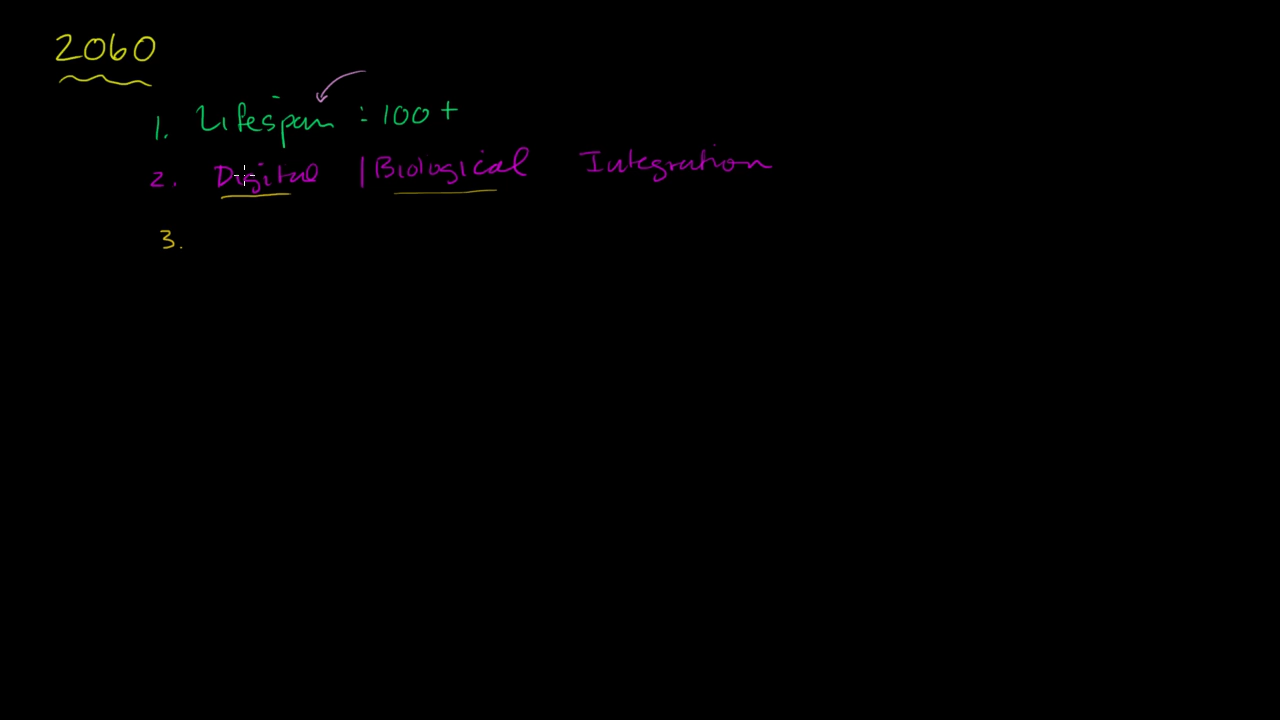 2060
1. Lifespan : 100 +
2. Digital | Biological Integration
3.